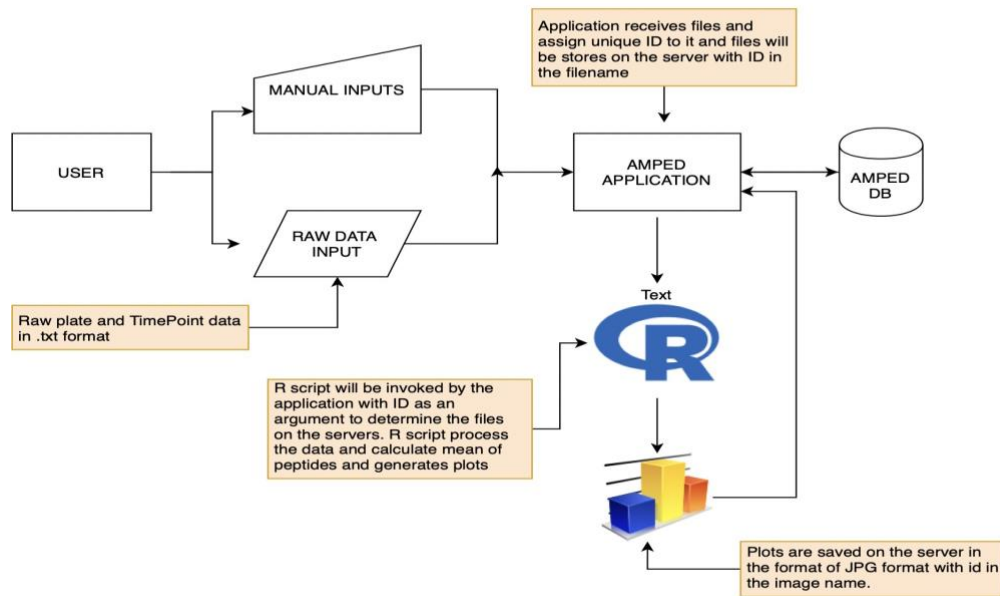 Application receives files and
assign unique ID to it and files will
be stores on the server with ID in
the filename
MANUAL INPUTS
USER
AMPED
APPLICATION
AMPED
DB
RAW DATA
INPUT
Raw plate and TimePoint data
in .txt format
Text
R
R script will be invoked by the
application with ID as an
argument to determine the files
on the servers. R script process
the data and calculate mean of
peptides and generates plots
Plots are saved on the server in
the format of JPG format with id in
the image name.